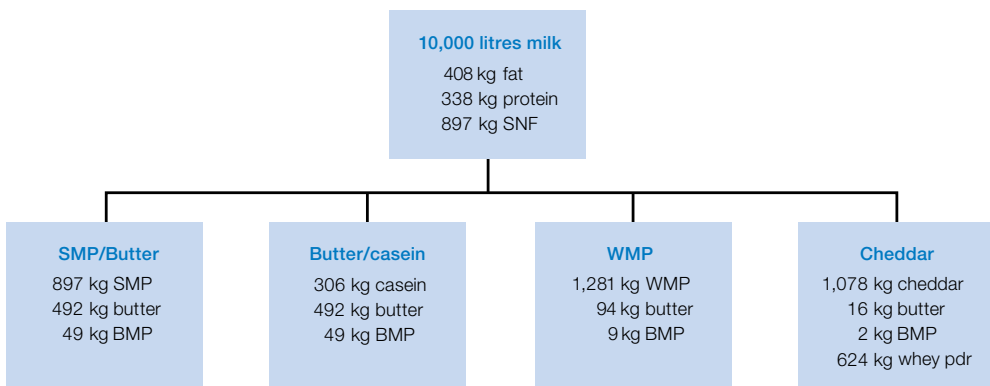 10,000 litres milk
408 kg fat
338 kg protein
897 kg SNF
SMP/Butter
897 kg SMP
492 kg butter
49 kg BMP
Butter/casein
306 kg casein
492 kg butter
49 kg BMP
WMP
1,281 kg WMP
94 kg butter
9 kg BMP
Cheddar
1,078 kg cheddar
16 kg butter
2 kg BMP
624 kg whey pdr